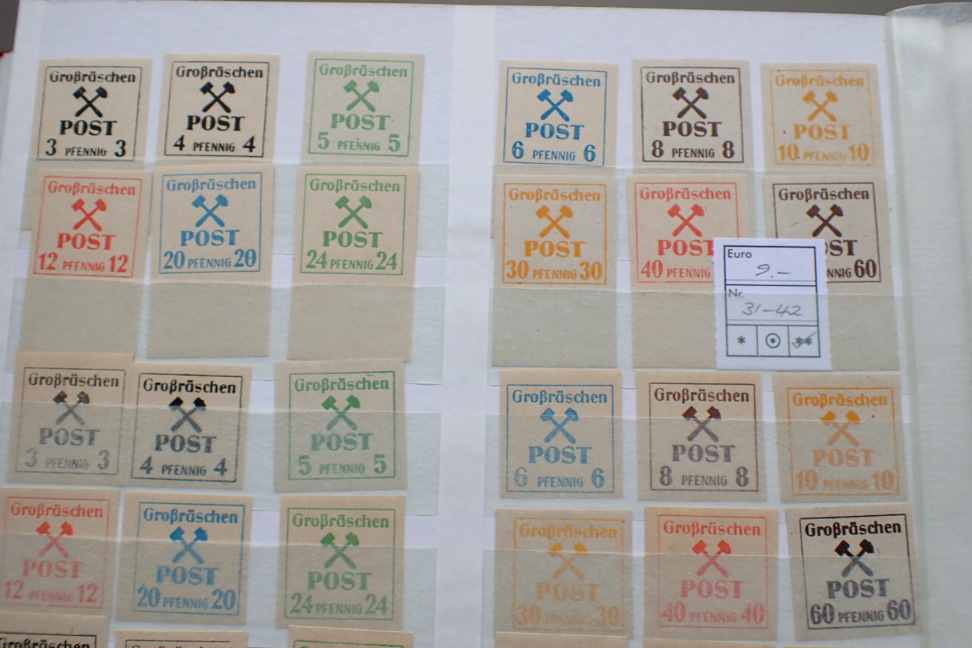 Großräschen
POST
3 PFENNIG 3
Großräschen
POST
4 PFENNIG 4
Großräschen
POST
5 PFENNIG 5
Großräschen
POST
6 PFENNIG 6
Großräschen
POST
8 PFENNIG 8
Großräschen
POST
10 PFENNIG 10
Großräschen
POST
12 PFENNIG 12
Großräschen
POST
20 PFENNIG 20
Großräschen
POST
24 PFENNIG 24
Großräschen
POST
30 PFENNIG 30
Großräschen
POST
40 PFENNIG
Großräschen
OST
NNIG 60
Euro
9.-
Nr.
31-42
Großräschen
POST
3 PFENNIG 3
Großräschen
POST
4 PFENNIG 4
Großräschen
POST
5 PFENNIG 5
Großräschen
POST
6 PFENNIG 6
Großräschen
POST
8 PFENNIG 8
Großräschen
POST
10 PFENNIG 10
Großräschen
POST
12 PFENNIG 12
Großräschen
POST
20 PFENNIG 20
Großräschen
POST
24 PFENNIG 24
Großräschen
POST
30 PFENNIG 30
Großräschen
POST
40 PFENNIG 40
Großräschen
POST
60 PFENNIG 60
Großräschen